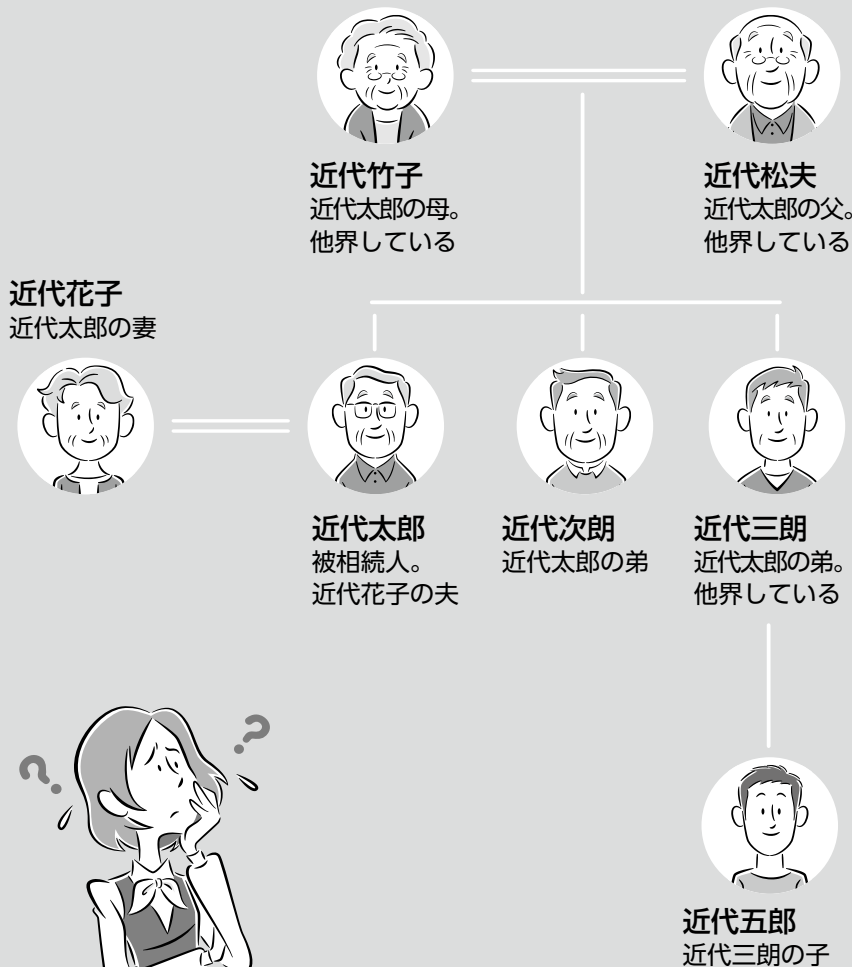 近代竹子
近代太郎の母。
他界している
近代松夫
近代太郎の父。
他界している
近代花子
近代太郎の妻
近代太郎
被相続人。
近代花子の夫
近代次朗
近代太郎の弟
近代三朗
近代太郎の弟。
他界している
? ?
近代五郎
近代三朗の子